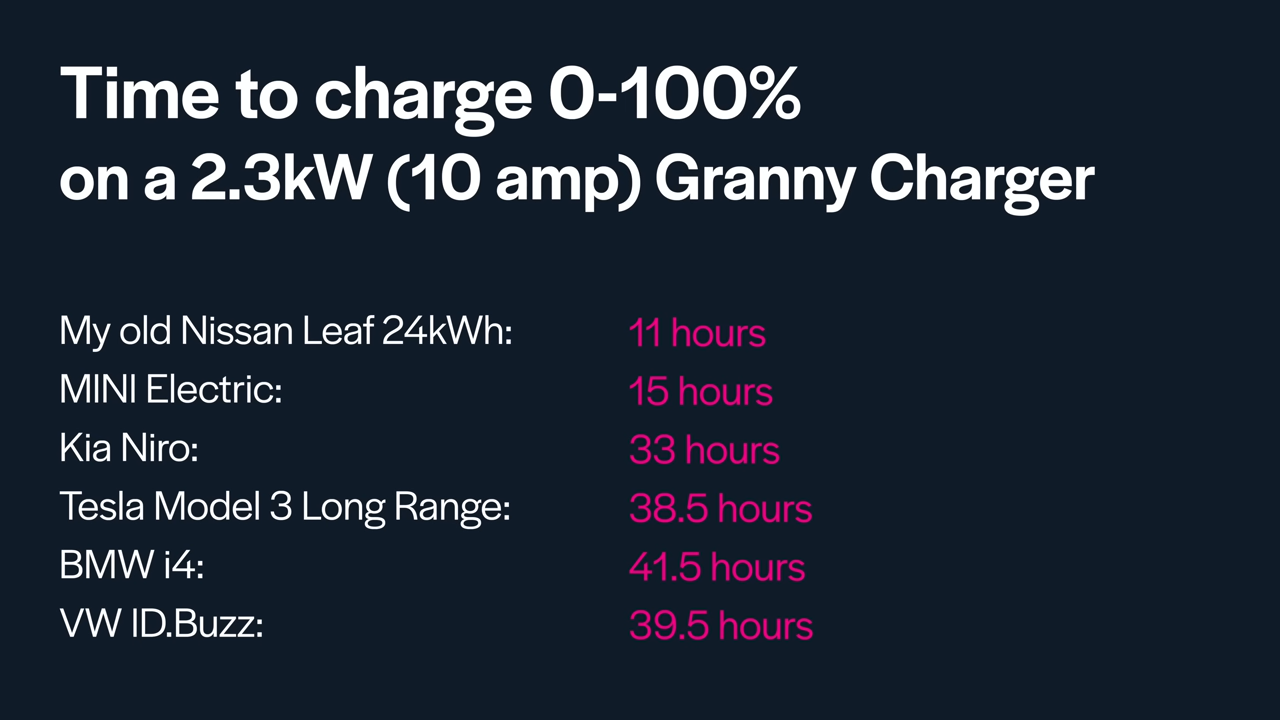 Time to charge 0-100%
on a 2.3kW (10 amp) Granny Charger
My old Nissan Leaf 24kWh: 11 hours
MINI Electric: 15 hours
Kia Niro: 33 hours
Tesla Model 3 Long Range: 38.5 hours
BMW i4: 41.5 hours
VW ID.Buzz: 39.5 hours